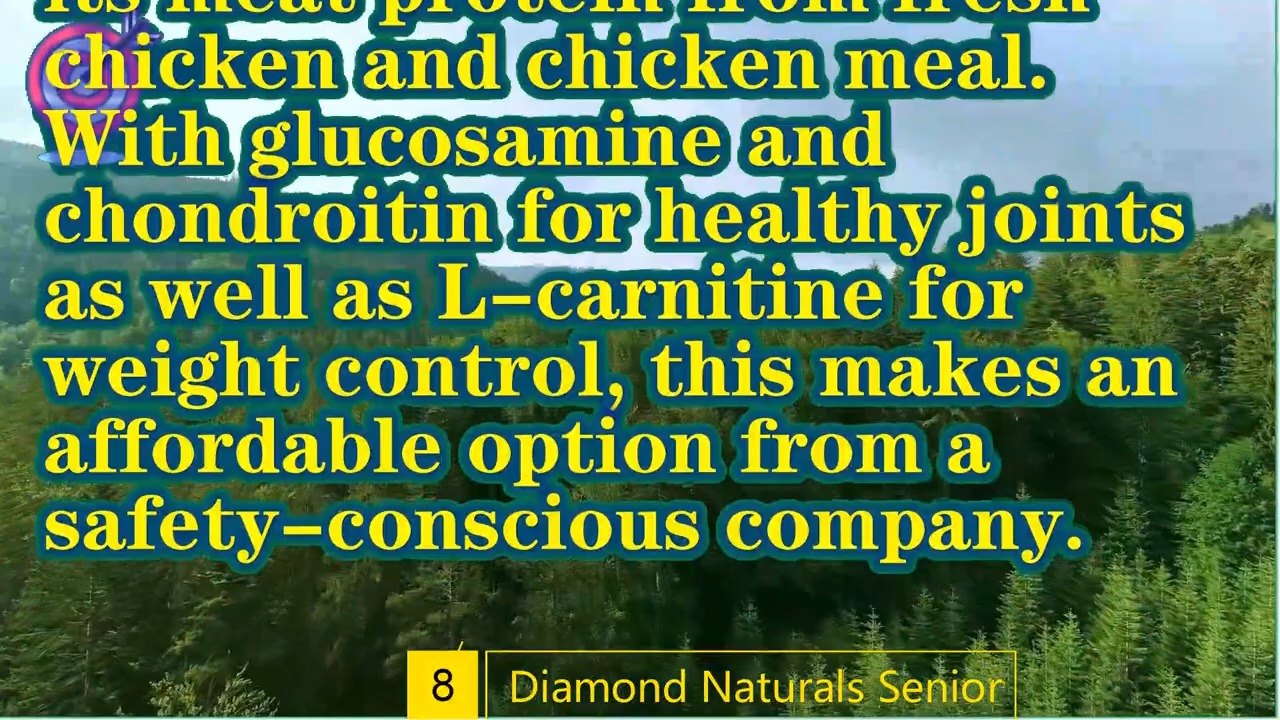 its meat protein from fresh
chicken and chicken meal.
With glucosamine and
chondroitin for healthy joints
as well as L-carnitine for
weight control, this makes an
affordable option from a
safety-conscious company.
8 Diamond Naturals Senior